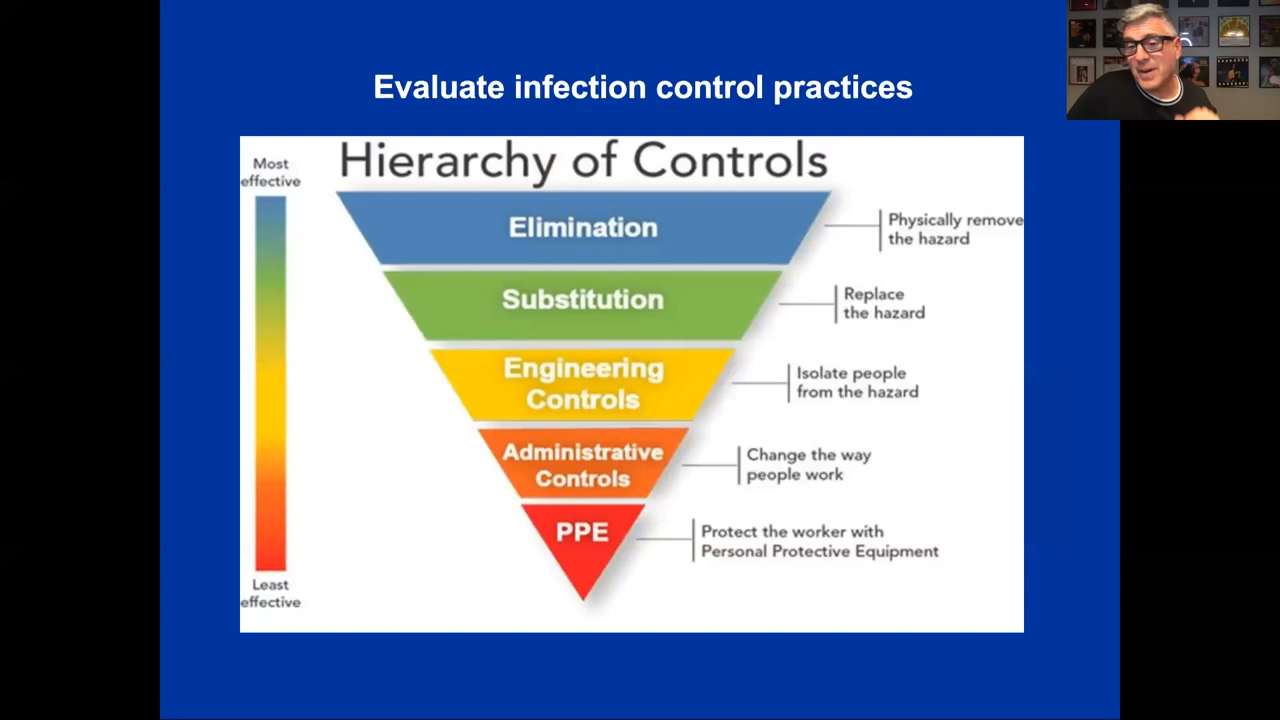 Evaluate infection control practices
Hierarchy of Controls
Most
effective
Elimination
Physically remove
the hazard
Substitution
Replace
the hazard
Engineering
Controls
Isolate people
from the hazard
Administrative
Controls
Change the way
people work
PPE
Protect the worker with
Personal Protective Equipment
Least
effective